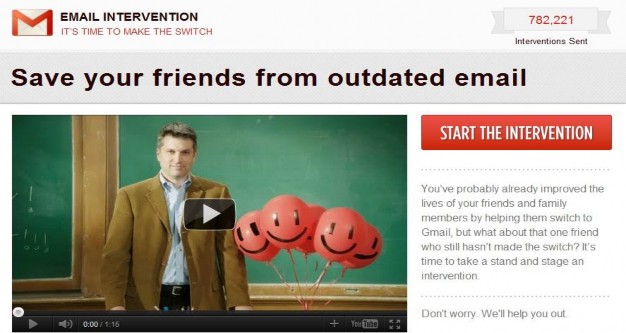 EMAIL INTERVENTION
IT'S TIME TO MAKE THE SWITCH
782,221
Interventions Sent
Save your friends from outdated email
START THE INTERVENTION
You've probably already improved the
lives of your friends and family
members by helping them switch to
Gmail, but what about that one friend
who still hasn't made the switch? It's
time to take a stand and stage an
intervention.
Don't worry. We'll help you out.
0:00 / 1:15
YouTube